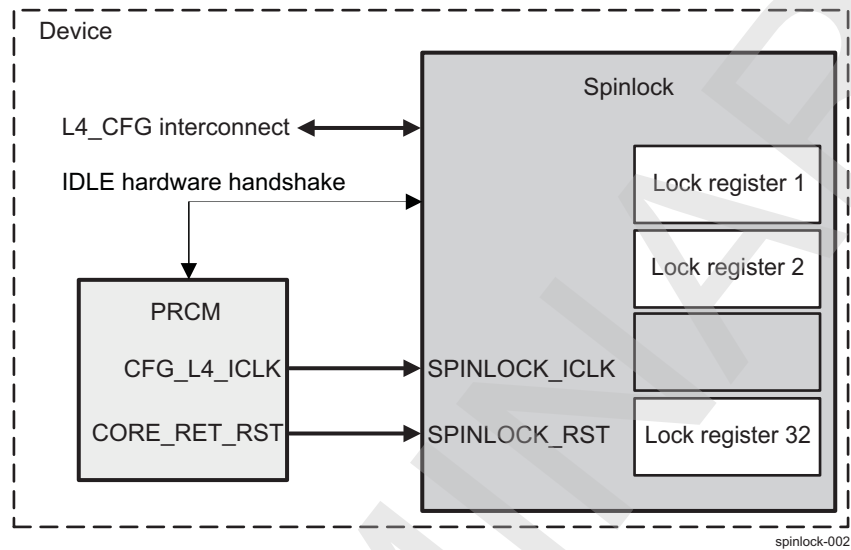 Device
Spinlock
L4_CFG interconnect
IDLE hardware handshake
Lock register 1
Lock register 2
PRCM
CFG_L4_ICLK
SPINLOCK_ICLK
CORE_RET_RST
SPINLOCK_RST
Lock register 32
spinlock-002